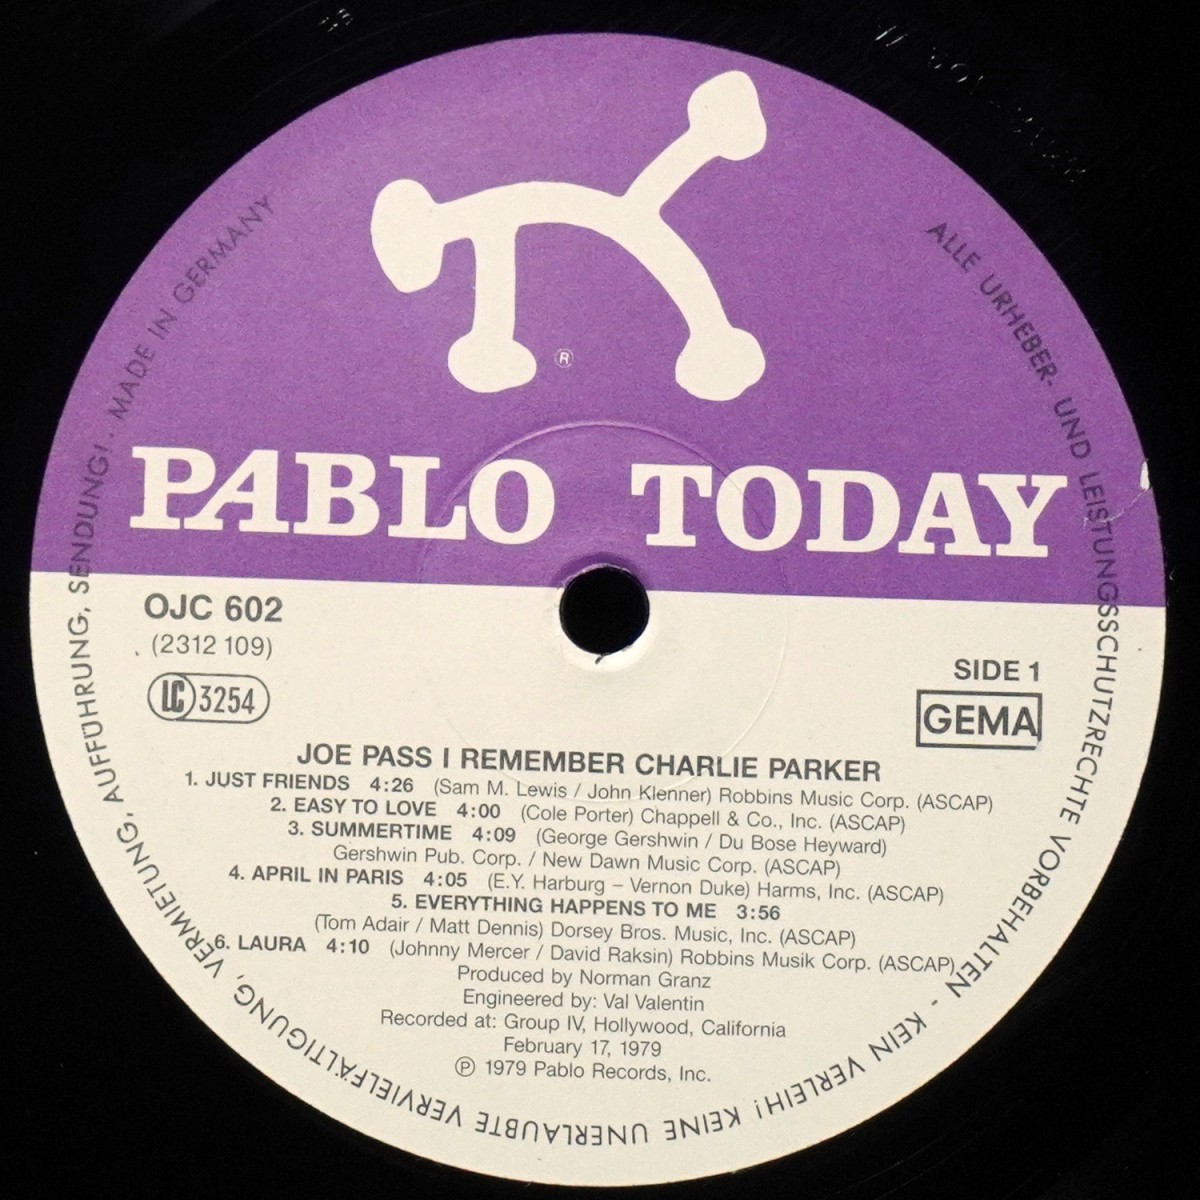 ®
PABLO TODAY
OJC 602
(2312 109)
LC 3254
SIDE 1
GEMA
JOE PASS I REMEMBER CHARLIE PARKER
1. JUST FRIENDS 4:26 (Sam M. Lewis / John Klenner) Robbins Music Corp. (ASCAP)
2. EASY TO LOVE 4:00 (Cole Porter) Chappell & Co., Inc. (ASCAP)
3. SUMMERTIME 4:09 (George Gershwin / Du Bose Heyward)
Gershwin Pub. Corp. / New Dawn Music Corp. (ASCAP)
4. APRIL IN PARIS 4:05 (E.Y. Harburg – Vernon Duke) Harms, Inc. (ASCAP)
5. EVERYTHING HAPPENS TO ME 3:56
(Tom Adair / Matt Dennis) Dorsey Bros. Music, Inc. (ASCAP)
6. LAURA 4:10 (Johnny Mercer / David Raksin) Robbins Musik Corp. (ASCAP)
Produced by Norman Granz
Engineered by: Val Valentin
Recorded at: Group IV, Hollywood, California
February 17, 1979
℗ 1979 Pablo Records, Inc.
ALLE URHEBER- UND LEISTUNGSSCHUTZRECHTE VORBEHALTEN - KEIN VERLEIH! KEINE UNERLAUBTE VERVIELFÄLTIGUNG, VERMIETUNG, AUFFÜHRUNG, SENDUNG! . MADE IN GERMANY